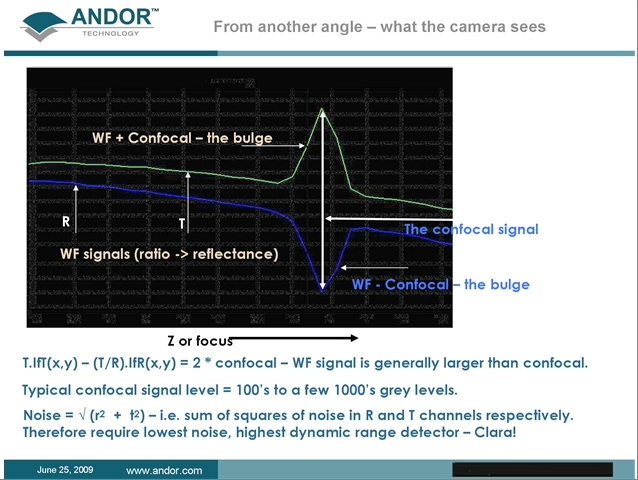 ANDOR™
TECHNOLOGY
From another angle – what the camera sees
WF + Confocal – the bulge
R
T
The confocal signal
WF signals (ratio -> reflectance)
WF - Confocal – the bulge
Z or focus
T.IfT(x,y) – (T/R).IfR(x,y) = 2 * confocal – WF signal is generally larger than confocal.
Typical confocal signal level = 100's to a few 1000's grey levels.
Noise = √ (r2 + t2) – i.e. sum of squares of noise in R and T channels respectively.
Therefore require lowest noise, highest dynamic range detector – Clara!
June 25, 2009
www.andor.com